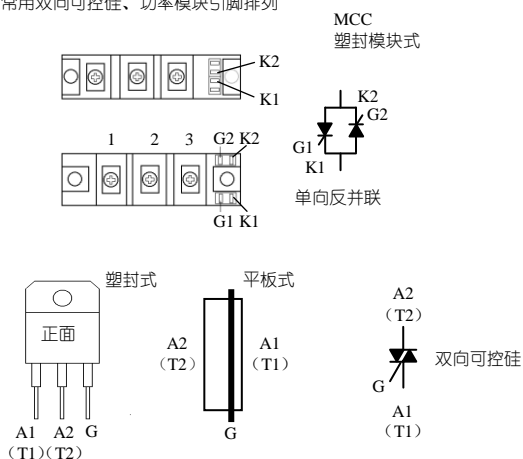 常用双向可控硅、功率模块引脚排列
MCC
塑封模块式
K2
K1
K2
G2
G1
K1
单向反并联
1 2 3 G2 K2
G1 K1
塑封式
正面
A1 A2 G
（T1）（T2）
平板式
A2
（T2）
A1
（T1）
G
A2
（T2）
双向可控硅
G
A1
（T1）